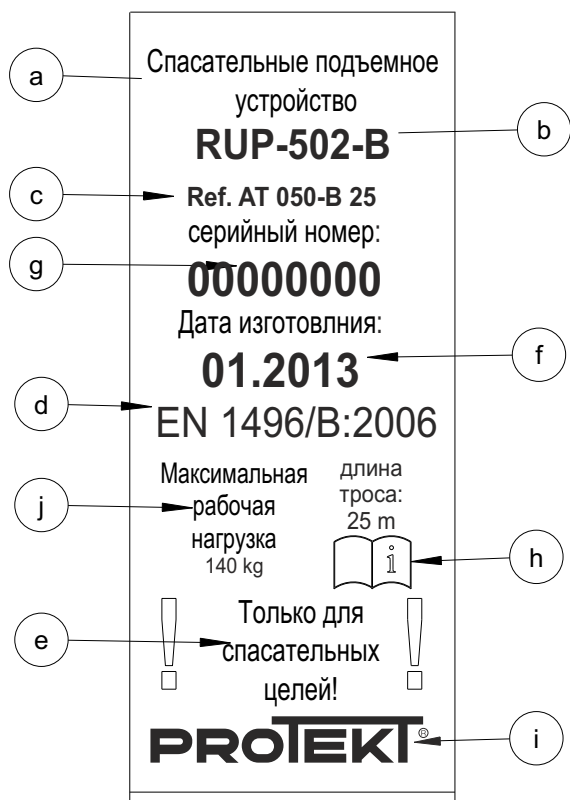 a
Спасательные подъемное
устройство
RUP-502-B
b
c
Ref. AT 050-B 25
серийный номер:
g
00000000
Дата изготовлния:
f
01.2013
d
EN 1496/B:2006
Максимальная
рабочая
нагрузка
140 kg
j
длина
троса:
25 m
i
h
Только для
спасательных
целей!
e
! !
PROTEKT®
i